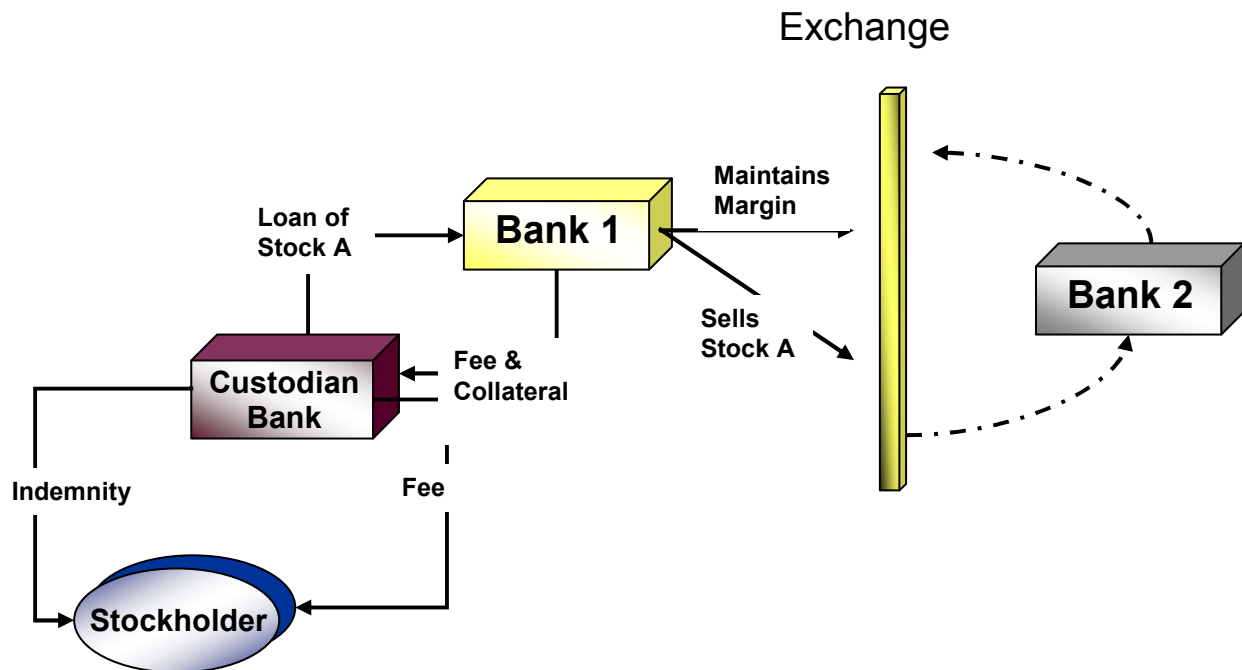 Exchange
Maintains
Margin
Loan of
Stock A
Bank 1
Bank 2
Sells
Stock A
Fee &
Collateral
Custodian
Bank
Indemnity
Fee
Stockholder